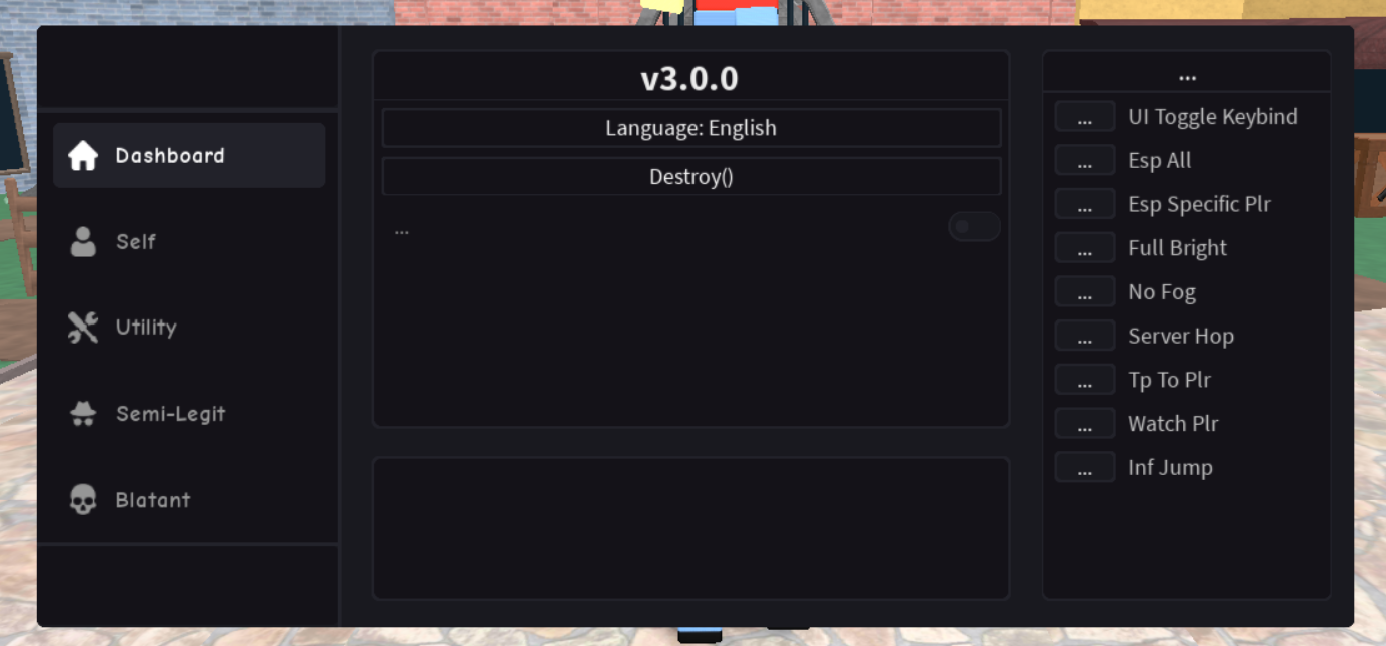 Dashboard
Self
Utility
Semi-Legit
Blatant
v3.0.0
Language: English
Destroy()
...
...
... UI Toggle Keybind
... Esp All
... Esp Specific Plr
... Full Bright
... No Fog
... Server Hop
... Tp To Plr
... Watch Plr
... Inf Jump